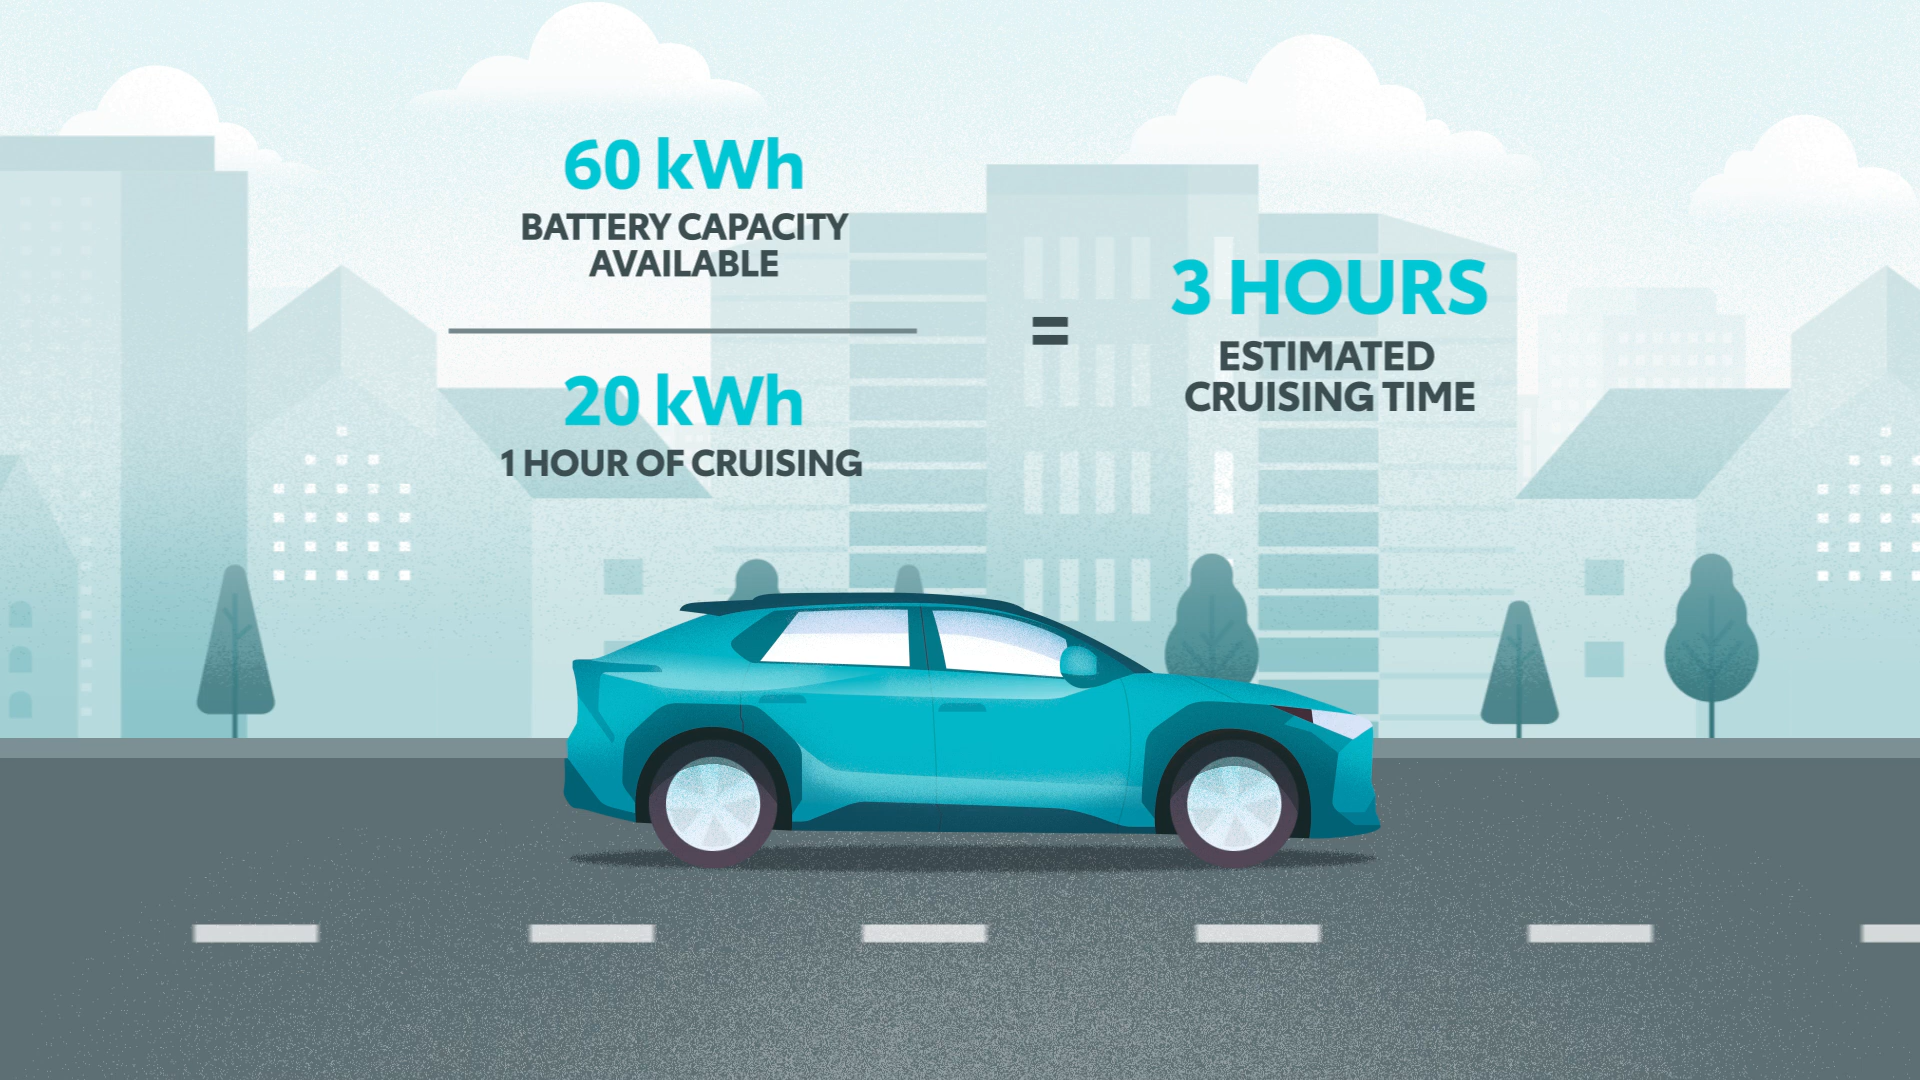 60 kWh
BATTERY CAPACITY
AVAILABLE
20 kWh
1 HOUR OF CRUISING
=
3 HOURS
ESTIMATED
CRUISING TIME